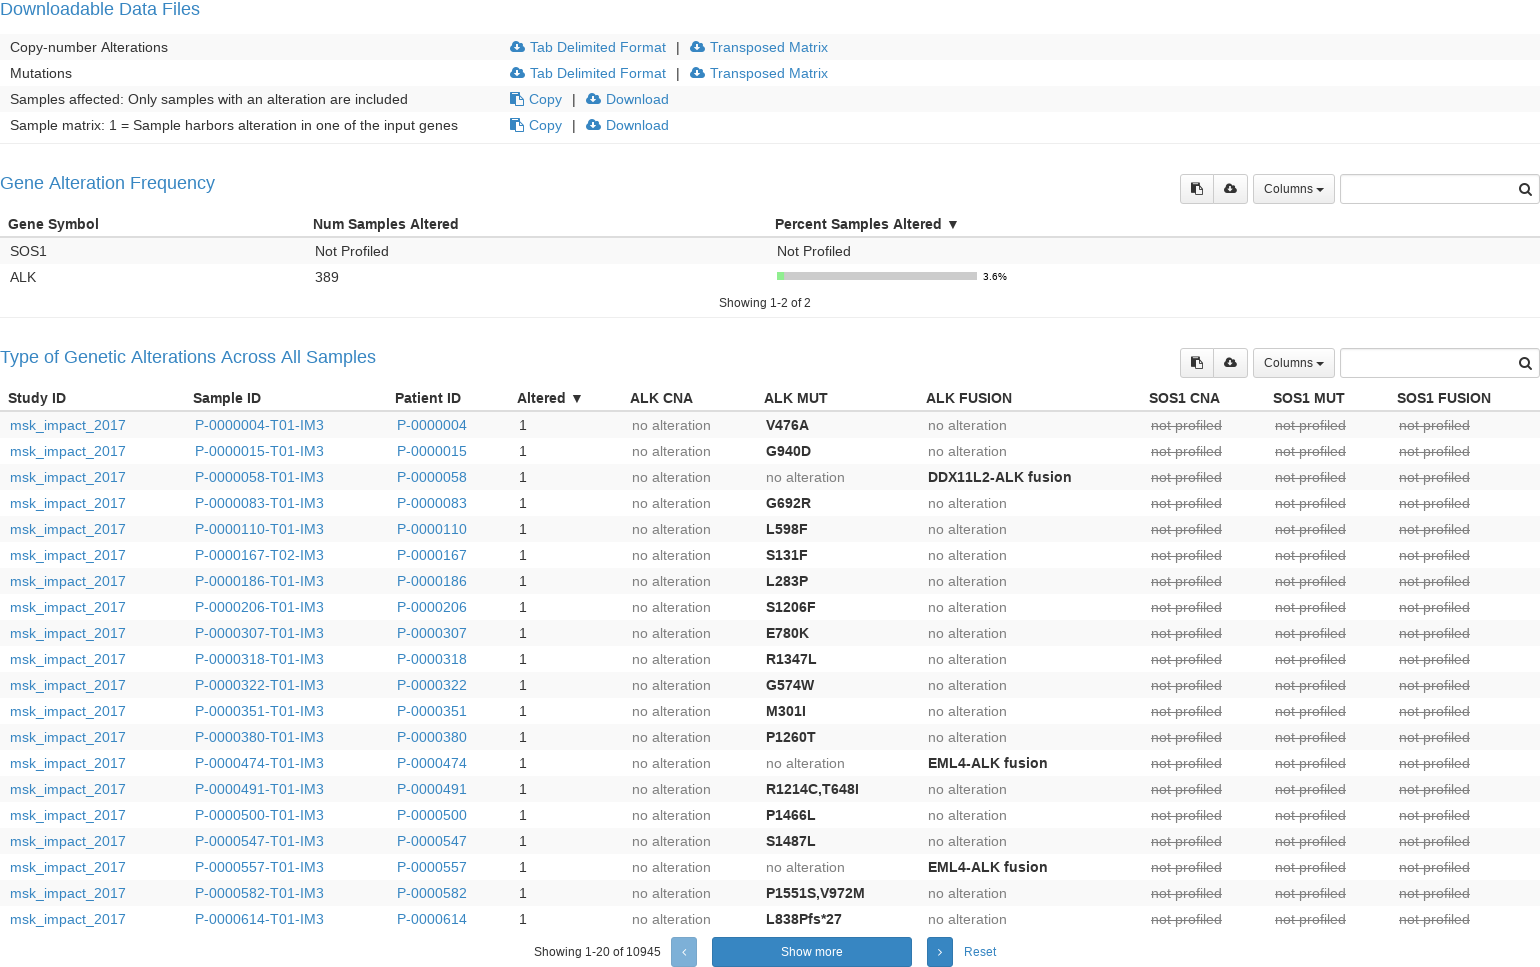 Downloadable Data Files
Copy-number Alterations Tab Delimited Format | Transposed Matrix
Mutations Tab Delimited Format | Transposed Matrix
Samples affected: Only samples with an alteration are included Copy | Download
Sample matrix: 1 = Sample harbors alteration in one of the input genes Copy | Download
Gene Alteration Frequency Columns
Gene Symbol Num Samples Altered Percent Samples Altered ▼
SOS1 Not Profiled Not Profiled
ALK 389 3.6%
Showing 1-2 of 2
Type of Genetic Alterations Across All Samples Columns
Study ID Sample ID Patient ID Altered ▼ ALK CNA ALK MUT ALK FUSION SOS1 CNA SOS1 MUT SOS1 FUSION
msk_impact_2017 P-0000004-T01-IM3 P-0000004 1 no alteration V476A no alteration not profiled not profiled not profiled
msk_impact_2017 P-0000015-T01-IM3 P-0000015 1 no alteration G940D no alteration not profiled not profiled not profiled
msk_impact_2017 P-0000058-T01-IM3 P-0000058 1 no alteration no alteration DDX11L2-ALK fusion not profiled not profiled not profiled
msk_impact_2017 P-0000083-T01-IM3 P-0000083 1 no alteration G692R no alteration not profiled not profiled not profiled
msk_impact_2017 P-0000110-T01-IM3 P-0000110 1 no alteration L598F no alteration not profiled not profiled not profiled
msk_impact_2017 P-0000167-T02-IM3 P-0000167 1 no alteration S131F no alteration not profiled not profiled not profiled
msk_impact_2017 P-0000186-T01-IM3 P-0000186 1 no alteration L283P no alteration not profiled not profiled not profiled
msk_impact_2017 P-0000206-T01-IM3 P-0000206 1 no alteration S1206F no alteration not profiled not profiled not profiled
msk_impact_2017 P-0000307-T01-IM3 P-0000307 1 no alteration E780K no alteration not profiled not profiled not profiled
msk_impact_2017 P-0000318-T01-IM3 P-0000318 1 no alteration R1347L no alteration not profiled not profiled not profiled
msk_impact_2017 P-0000322-T01-IM3 P-0000322 1 no alteration G574W no alteration not profiled not profiled not profiled
msk_impact_2017 P-0000351-T01-IM3 P-0000351 1 no alteration M301I no alteration not profiled not profiled not profiled
msk_impact_2017 P-0000380-T01-IM3 P-0000380 1 no alteration P1260T no alteration not profiled not profiled not profiled
msk_impact_2017 P-0000474-T01-IM3 P-0000474 1 no alteration no alteration EML4-ALK fusion not profiled not profiled not profiled
msk_impact_2017 P-0000491-T01-IM3 P-0000491 1 no alteration R1214C,T648I no alteration not profiled not profiled not profiled
msk_impact_2017 P-0000500-T01-IM3 P-0000500 1 no alteration P1466L no alteration not profiled not profiled not profiled
msk_impact_2017 P-0000547-T01-IM3 P-0000547 1 no alteration S1487L no alteration not profiled not profiled not profiled
msk_impact_2017 P-0000557-T01-IM3 P-0000557 1 no alteration no alteration EML4-ALK fusion not profiled not profiled not profiled
msk_impact_2017 P-0000582-T01-IM3 P-0000582 1 no alteration P1551S,V972M no alteration not profiled not profiled not profiled
msk_impact_2017 P-0000614-T01-IM3 P-0000614 1 no alteration L838Pfs*27 no alteration not profiled not profiled not profiled
Showing 1-20 of 10945 ‹ Show more › Reset